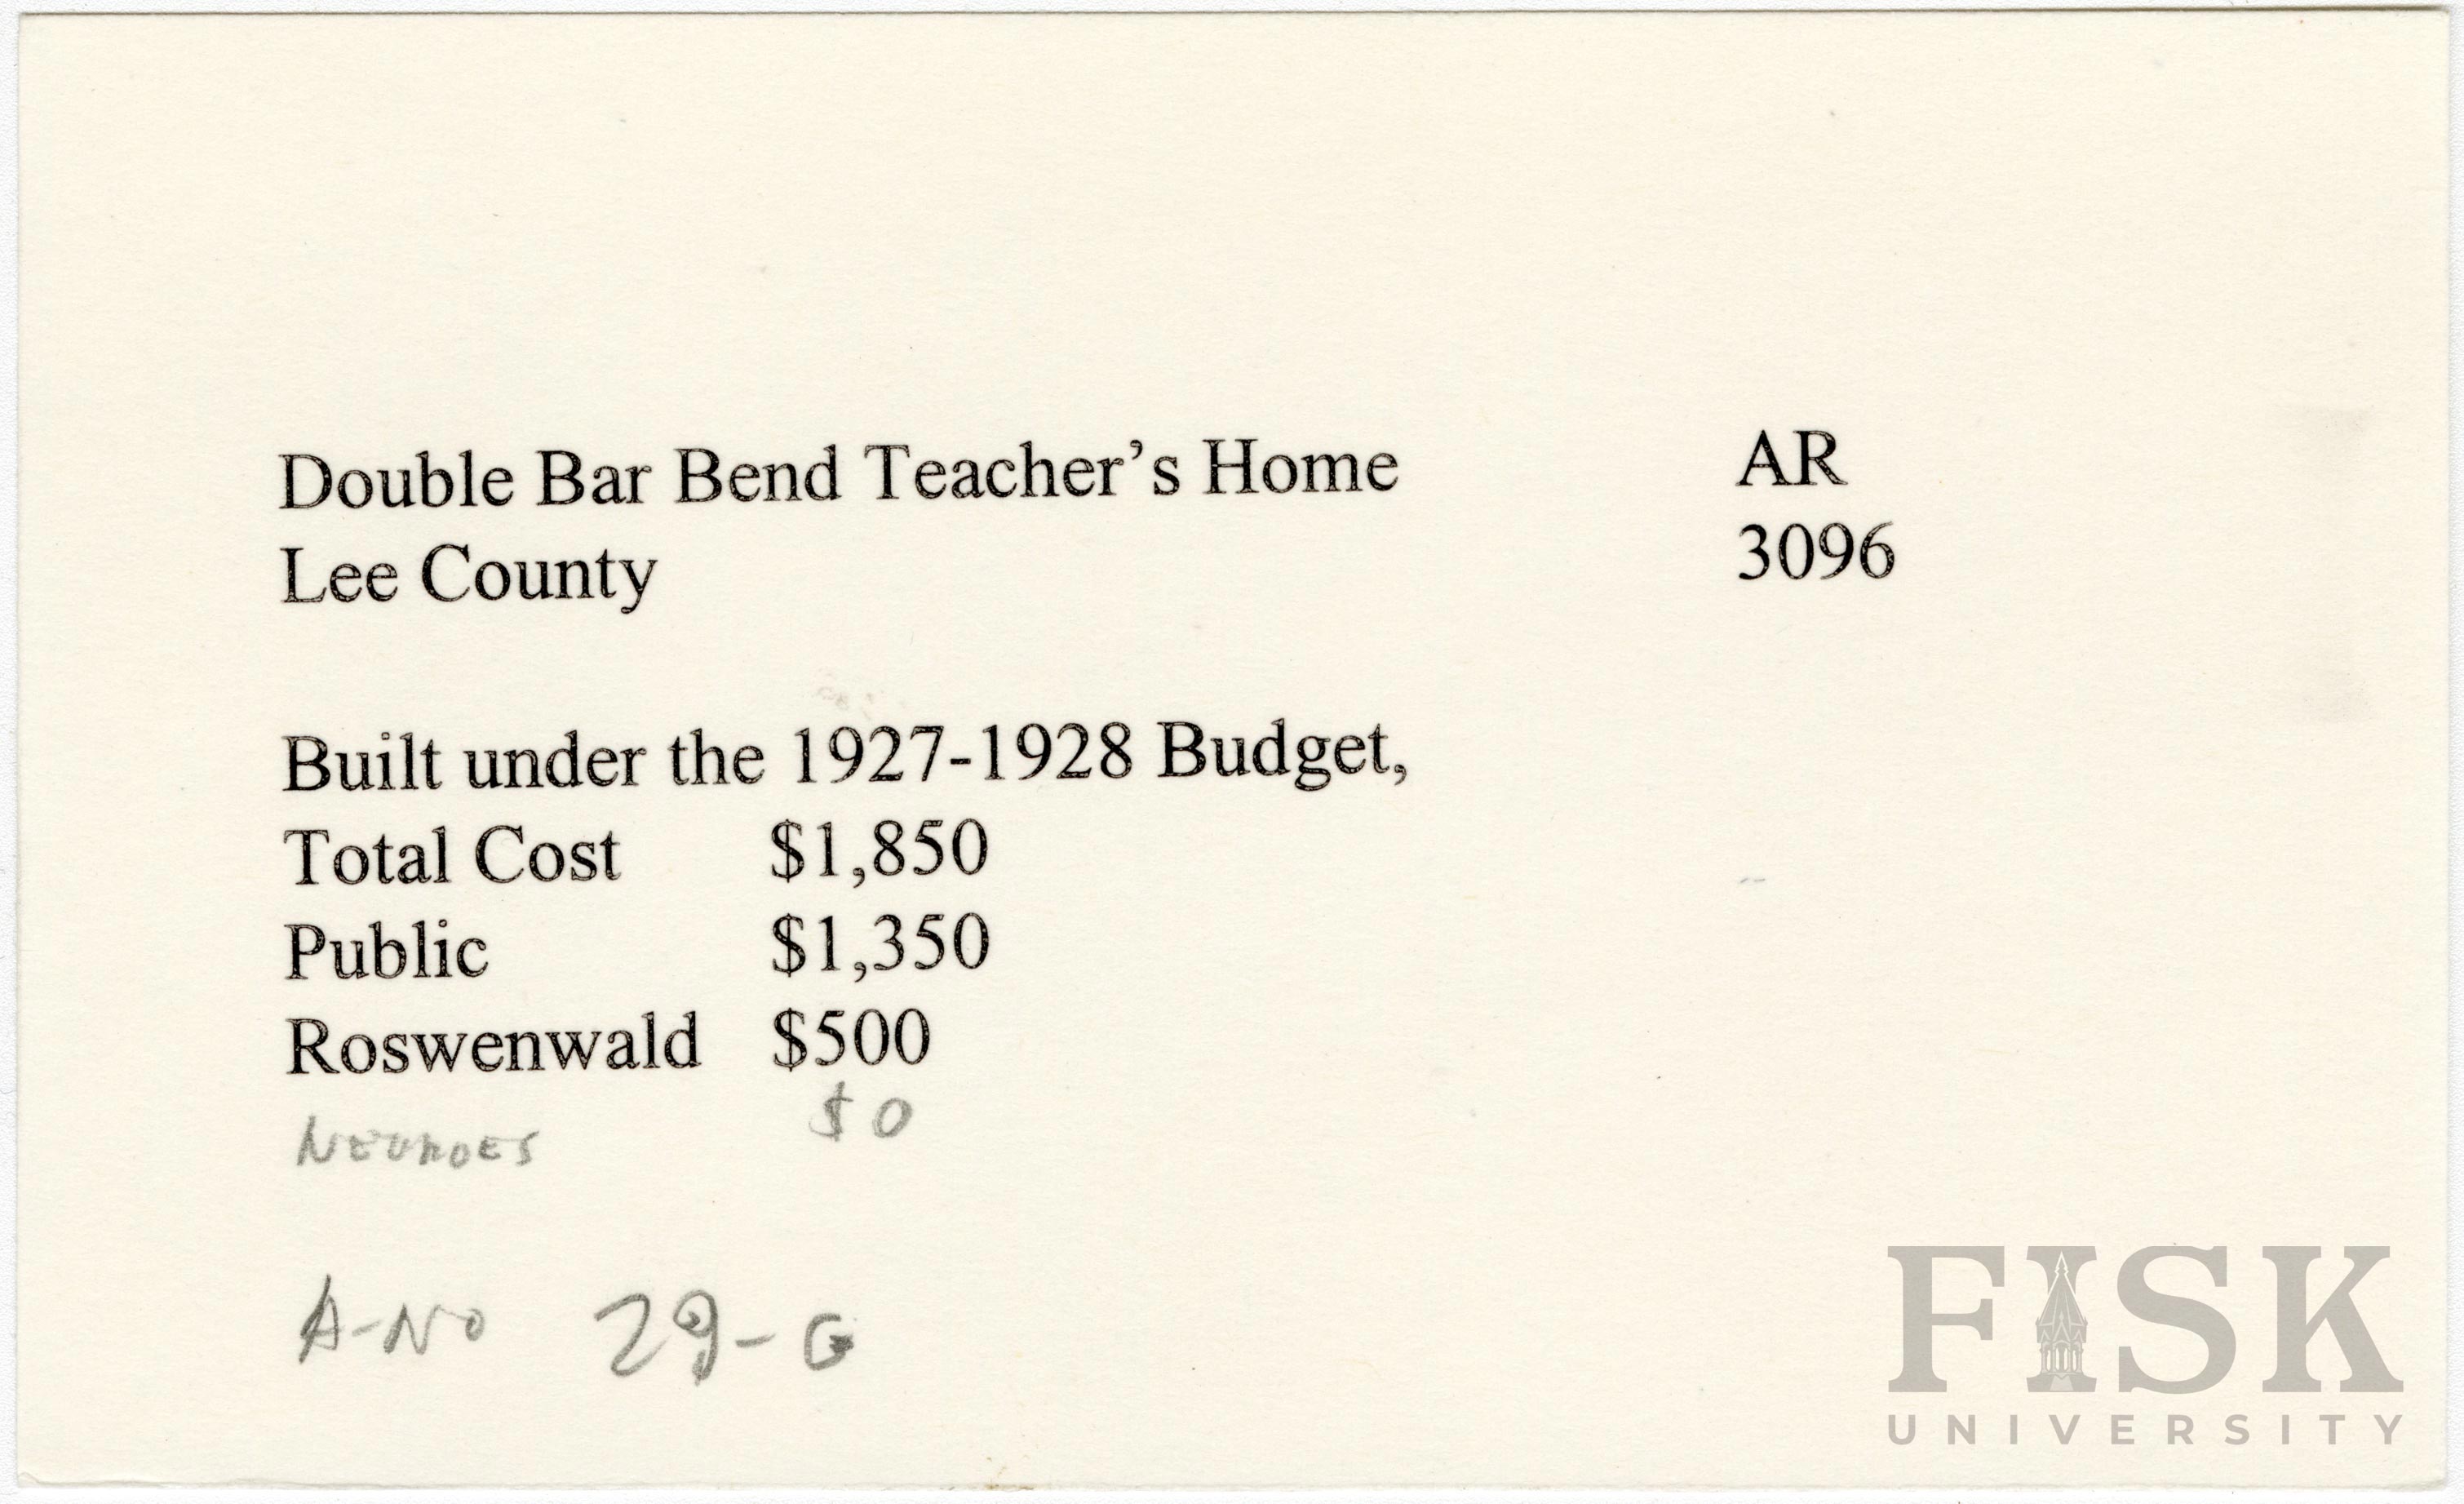 Double Bar Bend Teacher's Home
AR
Lee County
3096
Built under the 1927-1928 Budget,
Total Cost $1,850
Public $1,350
Roswenwald $500
NEGROES $0
A-NO 29-G
FISK
UNIVERSITY